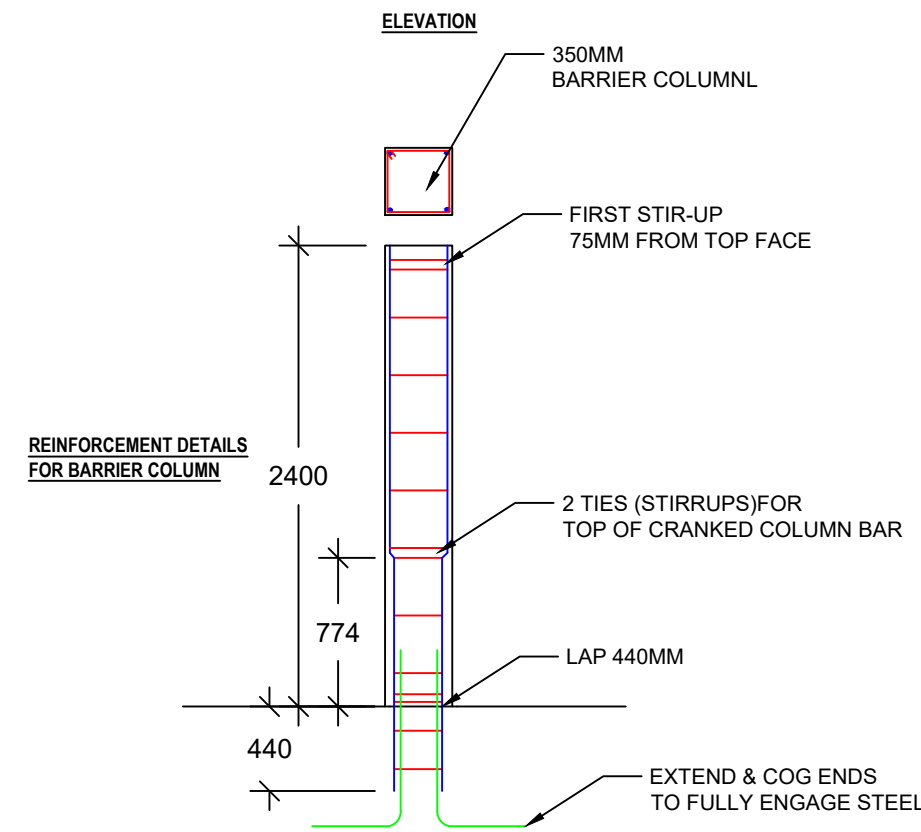 ELEVATION
350MM
BARRIER COLUMNL
FIRST STIR-UP
75MM FROM TOP FACE
REINFORCEMENT DETAILS
FOR BARRIER COLUMN
2400
2 TIES (STIRRUPS)FOR
TOP OF CRANKED COLUMN BAR
774
LAP 440MM
440
EXTEND & COG ENDS
TO FULLY ENGAGE STEEL